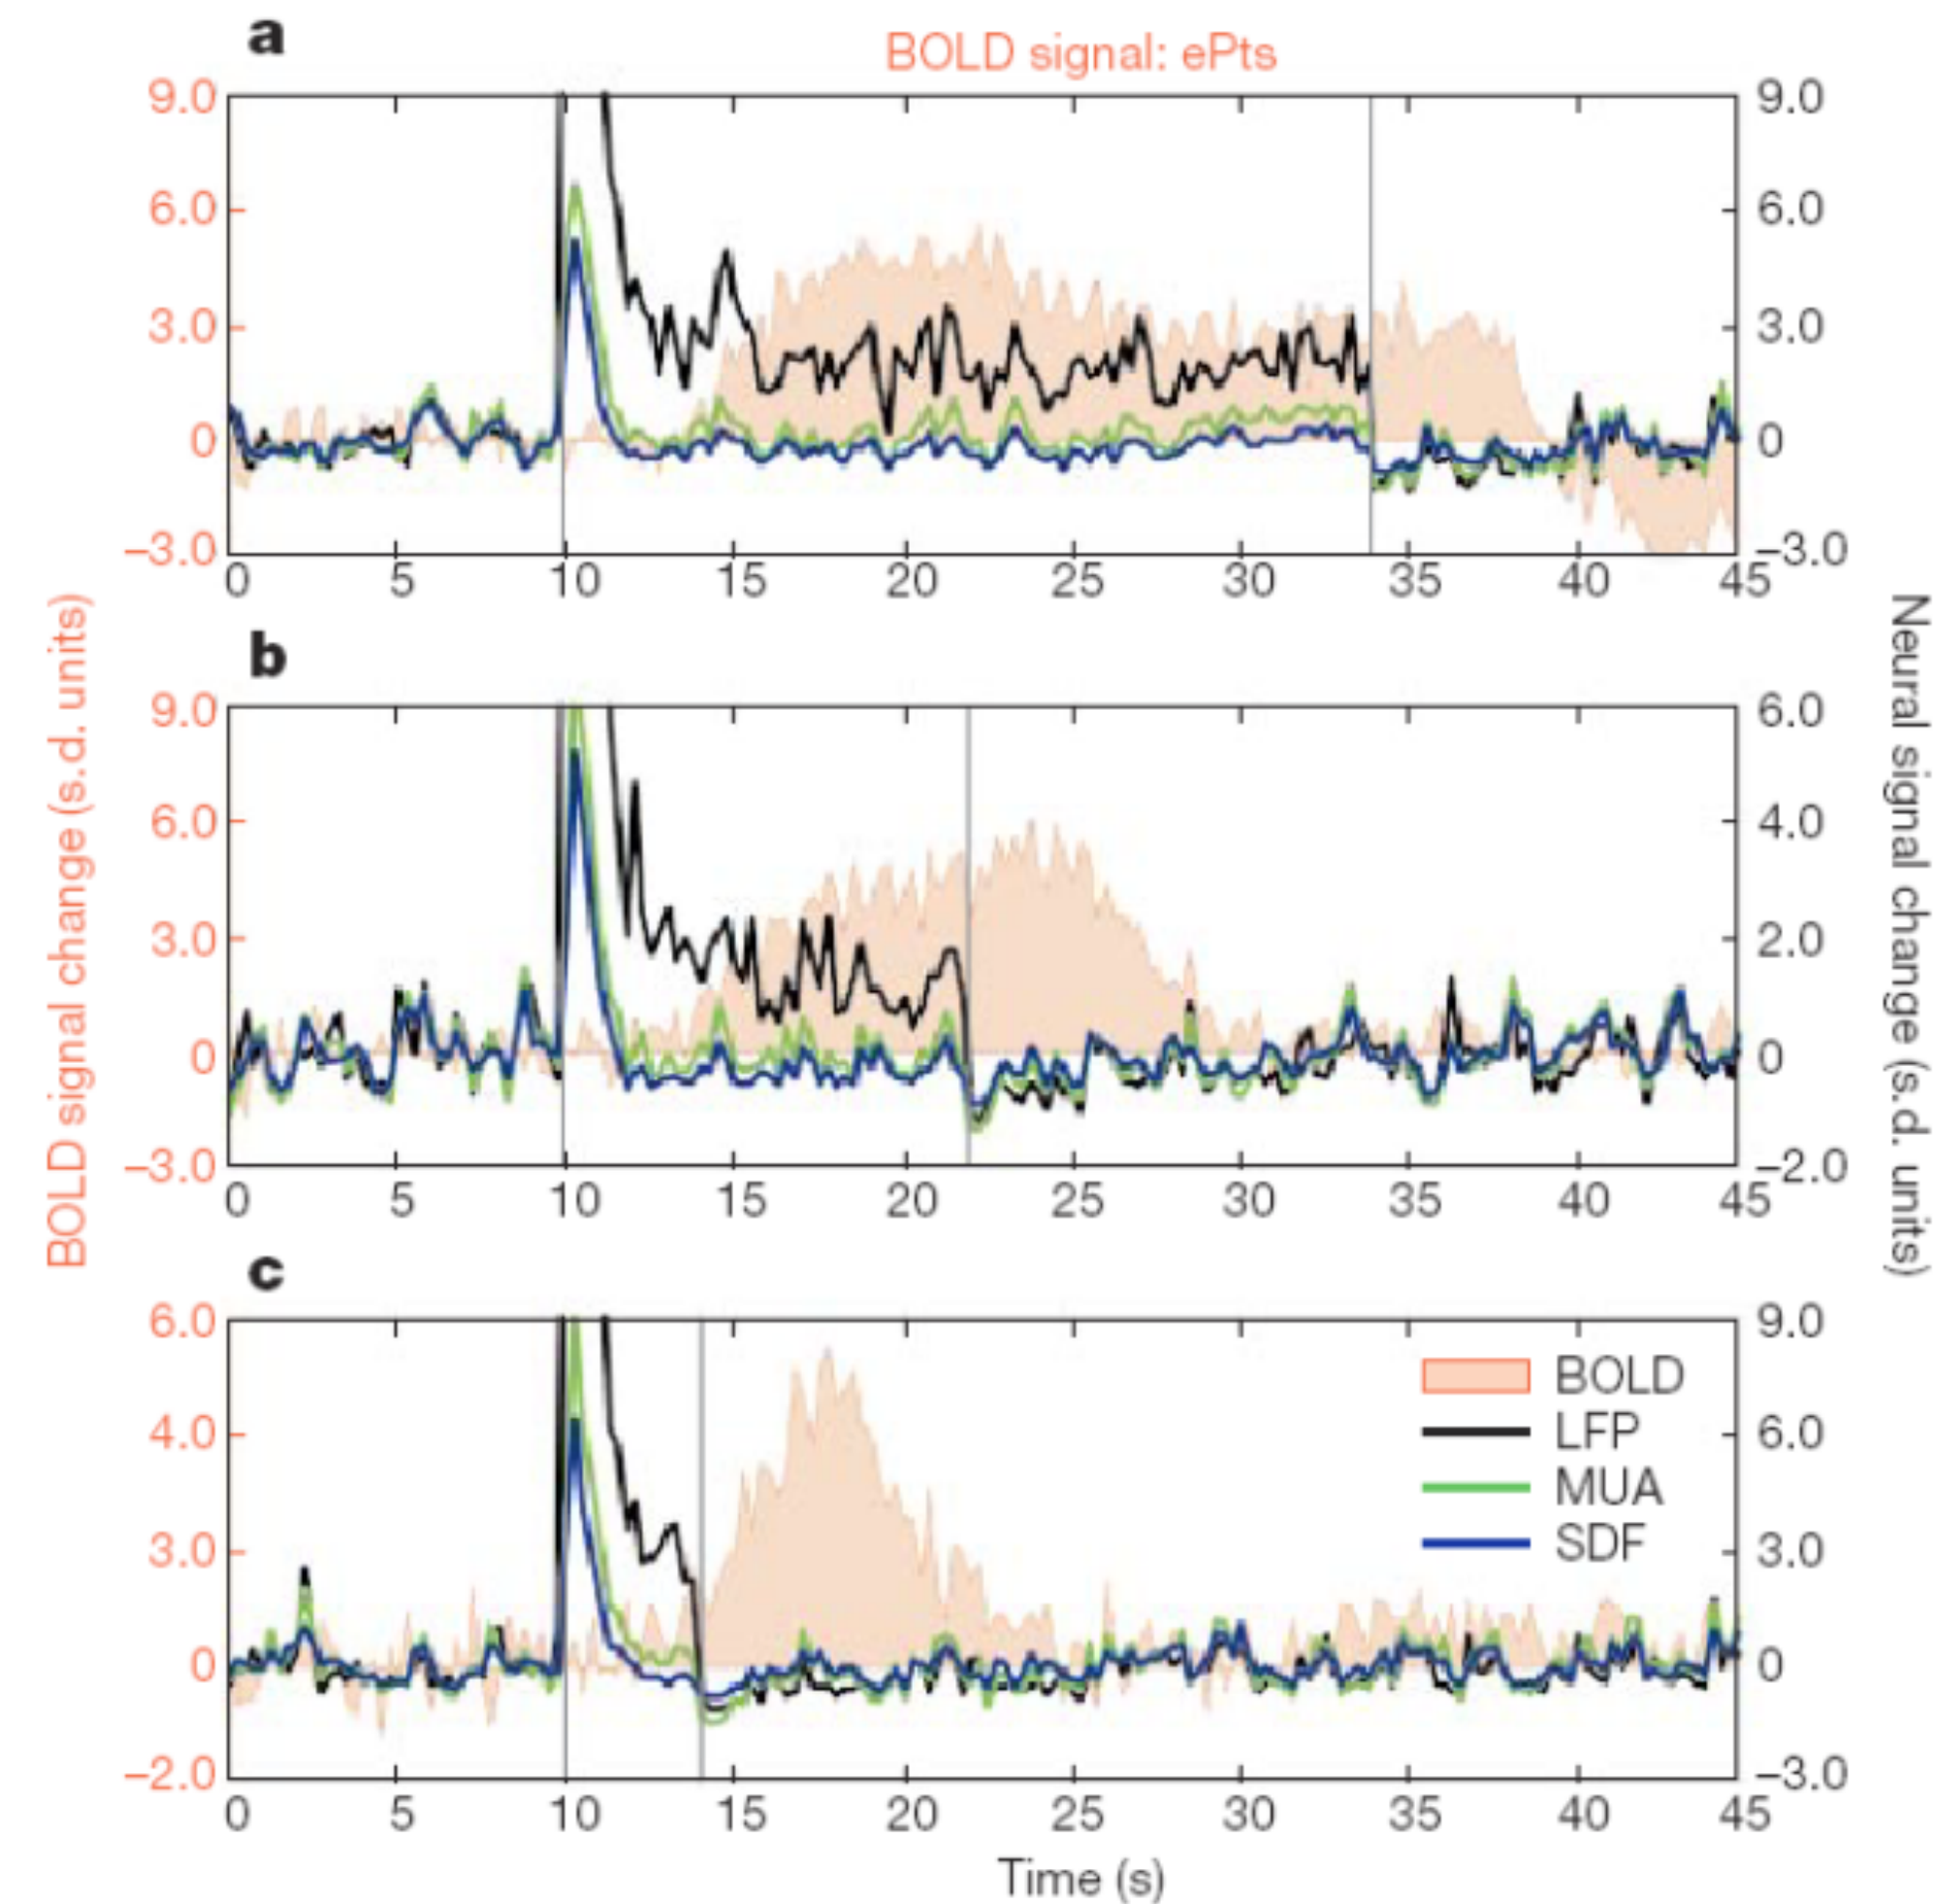 a
BOLD signal: ePts
9.0 9.0
6.0 6.0
3.0 3.0
0 0
–3.0 –3.0
0 5 10 15 20 25 30 35 40 45
BOLD signal change (s.d. units)
Neural signal change (s.d. units)
b
9.0 6.0
6.0 4.0
3.0 2.0
0 0
–3.0 –2.0
0 5 10 15 20 25 30 35 40 45
c
6.0 9.0
4.0 6.0
3.0 3.0
0 0
–2.0 –3.0
BOLD
LFP
MUA
SDF
0 5 10 15 20 25 30 35 40 45
Time (s)